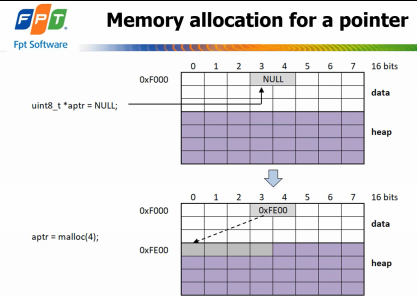 FPT
Fpt Software
Memory allocation for a pointer
0 1 2 3 4 5 6 7 16 bits
0xF000 NULL
data
uint8_t *aptr = NULL;
heap
0 1 2 3 4 5 6 7 16 bits
0xF000 0xFE00
data
aptr = malloc(4);
0xFE00
heap